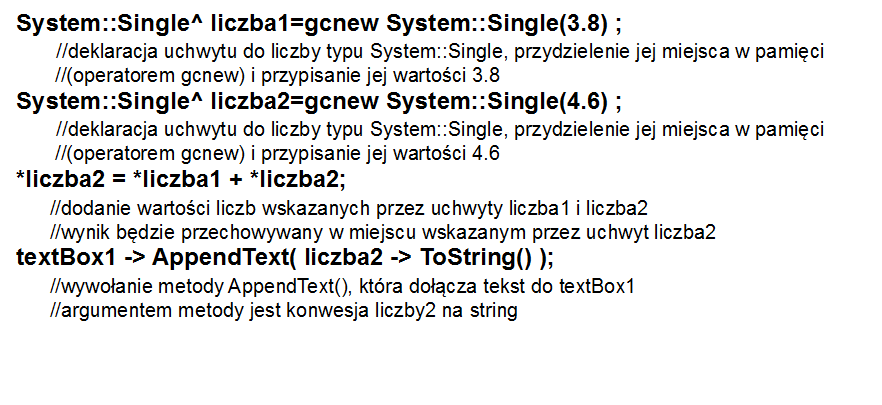 System::Single^ liczba1=gcnew System::Single(3.8) ;
//deklaracja uchwytu do liczby typu System::Single, przydzielenie jej miejsca w pamięci
//(operatorem gcnew) i przypisanie jej wartości 3.8
System::Single^ liczba2=gcnew System::Single(4.6) ;
//deklaracja uchwytu do liczby typu System::Single, przydzielenie jej miejsca w pamięci
//(operatorem gcnew) i przypisanie jej wartości 4.6
*liczba2 = *liczba1 + *liczba2;
//dodanie wartości liczb wskazanych przez uchwyty liczba1 i liczba2
//wynik będzie przechowywany w miejscu wskazanym przez uchwyt liczba2
textBox1 -> AppendText( liczba2 -> ToString() );
//wywołanie metody AppendText(), która dołącza tekst do textBox1
//argumentem metody jest konwesja liczby2 na string